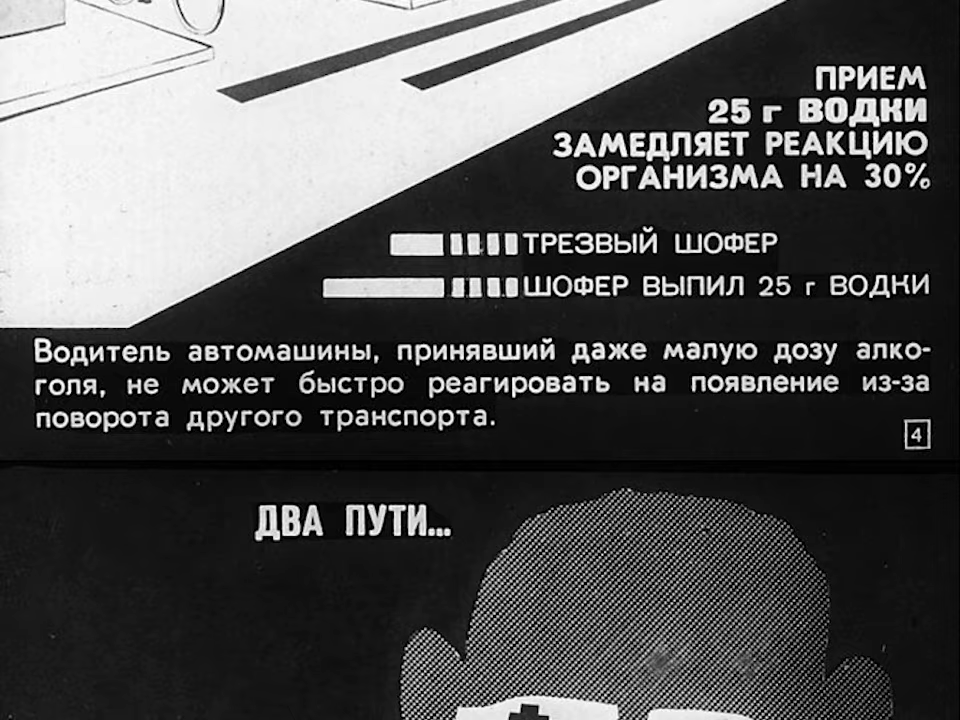 ПРИЕМ
25 г ВОДКИ
ЗАМЕДЛЯЕТ РЕАКЦИЮ
ОРГАНИЗМА НА 30%
ТРЕЗВЫЙ ШОФЕР
ШОФЕР ВЫПИЛ 25 г ВОДКИ
Водитель автомашины, принявший даже малую дозу алко-
голя, не может быстро реагировать на появление из-за
поворота другого транспорта.
4
ДВА ПУТИ...